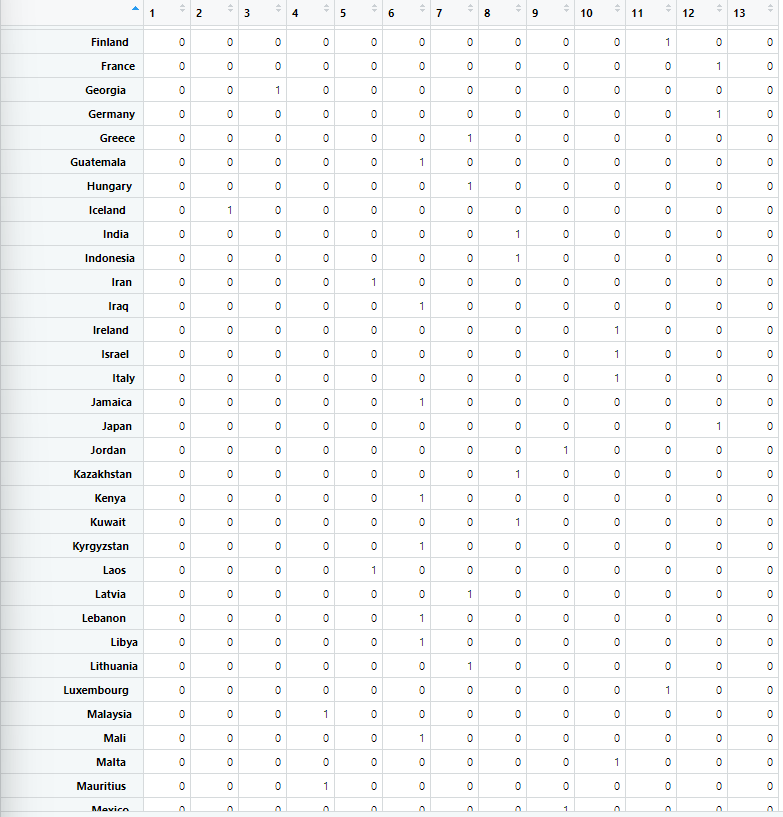 1 2 3 4 5 6 7 8 9 10 11 12 13
Finland 0 0 0 0 0 0 0 0 0 0 1 0 0
France 0 0 0 0 0 0 0 0 0 0 0 1 0
Georgia 0 0 1 0 0 0 0 0 0 0 0 0 0
Germany 0 0 0 0 0 0 0 0 0 0 0 1 0
Greece 0 0 0 0 0 0 1 0 0 0 0 0 0
Guatemala 0 0 0 0 0 1 0 0 0 0 0 0 0
Hungary 0 0 0 0 0 0 1 0 0 0 0 0 0
Iceland 0 1 0 0 0 0 0 0 0 0 0 0 0
India 0 0 0 0 0 0 0 1 0 0 0 0 0
Indonesia 0 0 0 0 0 0 0 1 0 0 0 0 0
Iran 0 0 0 0 1 0 0 0 0 0 0 0 0
Iraq 0 0 0 0 0 1 0 0 0 0 0 0 0
Ireland 0 0 0 0 0 0 0 0 0 1 0 0 0
Israel 0 0 0 0 0 0 0 0 0 1 0 0 0
Italy 0 0 0 0 0 0 0 0 0 1 0 0 0
Jamaica 0 0 0 0 0 1 0 0 0 0 0 0 0
Japan 0 0 0 0 0 0 0 0 0 0 0 1 0
Jordan 0 0 0 0 0 0 0 0 1 0 0 0 0
Kazakhstan 0 0 0 0 0 0 0 1 0 0 0 0 0
Kenya 0 0 0 0 0 1 0 0 0 0 0 0 0
Kuwait 0 0 0 0 0 0 0 1 0 0 0 0 0
Kyrgyzstan 0 0 0 0 0 1 0 0 0 0 0 0 0
Laos 0 0 0 0 1 0 0 0 0 0 0 0 0
Latvia 0 0 0 0 0 0 1 0 0 0 0 0 0
Lebanon 0 0 0 0 0 1 0 0 0 0 0 0 0
Libya 0 0 0 0 0 1 0 0 0 0 0 0 0
Lithuania 0 0 0 0 0 0 1 0 0 0 0 0 0
Luxembourg 0 0 0 0 0 0 0 0 0 0 1 0 0
Malaysia 0 0 0 1 0 0 0 0 0 0 0 0 0
Mali 0 0 0 0 0 1 0 0 0 0 0 0 0
Malta 0 0 0 0 0 0 0 0 0 1 0 0 0
Mauritius 0 0 0 1 0 0 0 0 0 0 0 0 0
Mexico 0 0 0 0 0 0 0 0 1 0 0 0 0